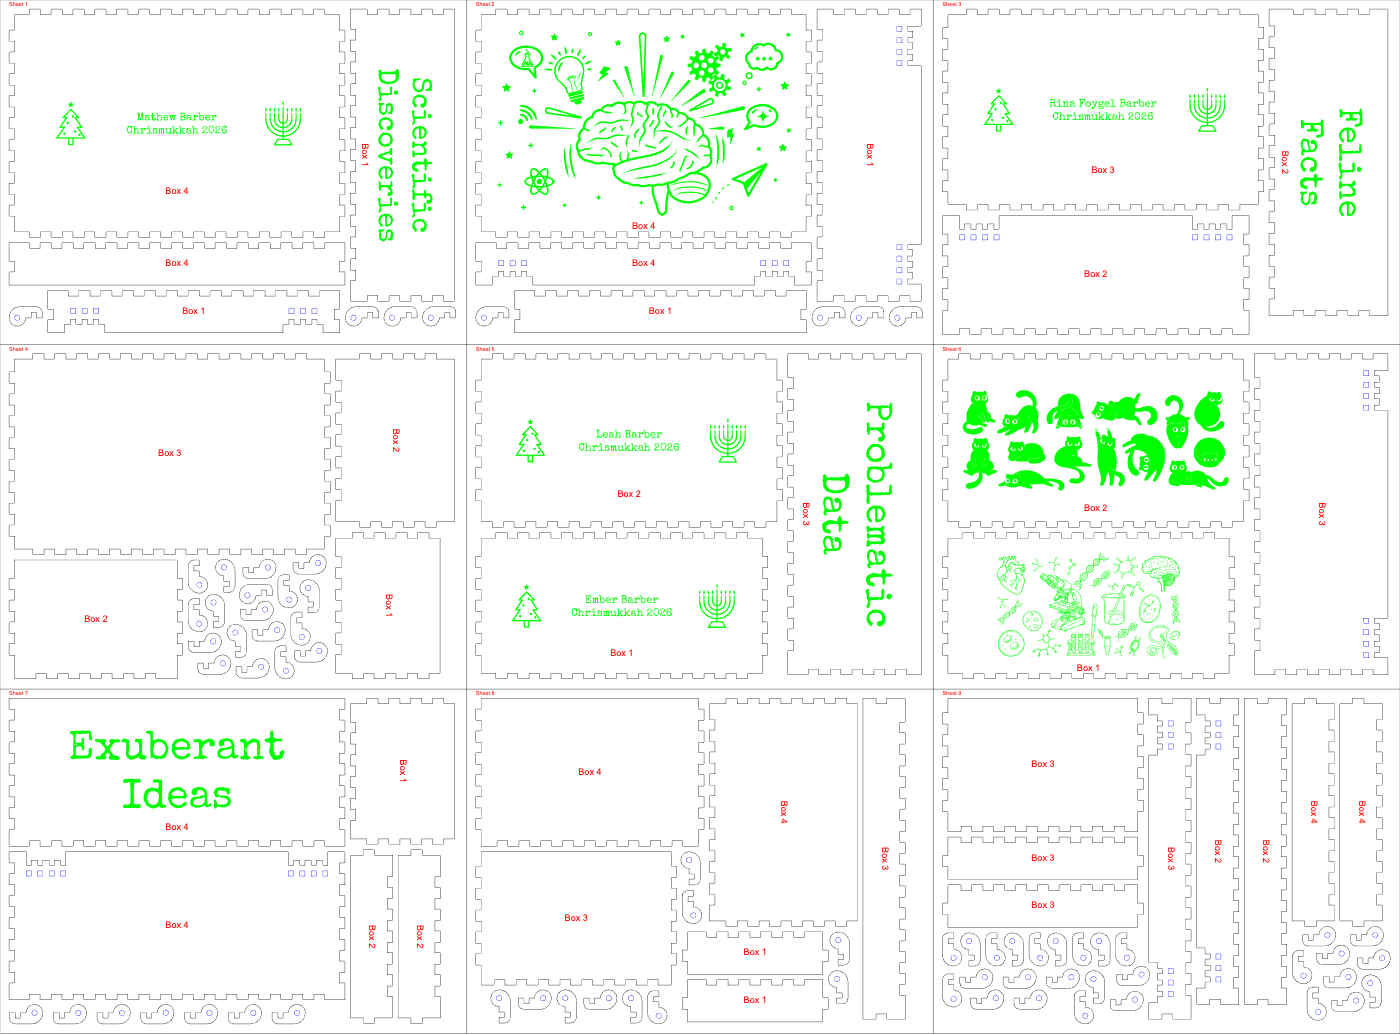 Sheet 1
Mathew Barber
Chrismukkah 2026
Box 4
Box 4
Box 1
Box 1
Scientific
Discoveries
Sheet 2
Box 4
Box 4
Box 1
Box 1
Sheet 3
Rina Foygel Barber
Chrismukkah 2026
Box 3
Box 2
Box 2
Feline
Facts
Sheet 4
Box 3
Box 2
Box 2
Box 1
Sheet 5
Leah Barber
Chrismukkah 2026
Box 2
Ember Barber
Chrismukkah 2026
Box 1
Box 3
Problematic
Data
Sheet 6
Box 2
Box 1
Box 3
Sheet 7
Exuberant
Ideas
Box 4
Box 4
Box 1
Box 2
Box 2
Sheet 8
Box 4
Box 3
Box 4
Box 1
Box 1
Box 3
Sheet 9
Box 3
Box 3
Box 3
Box 3
Box 2
Box 2
Box 4
Box 4